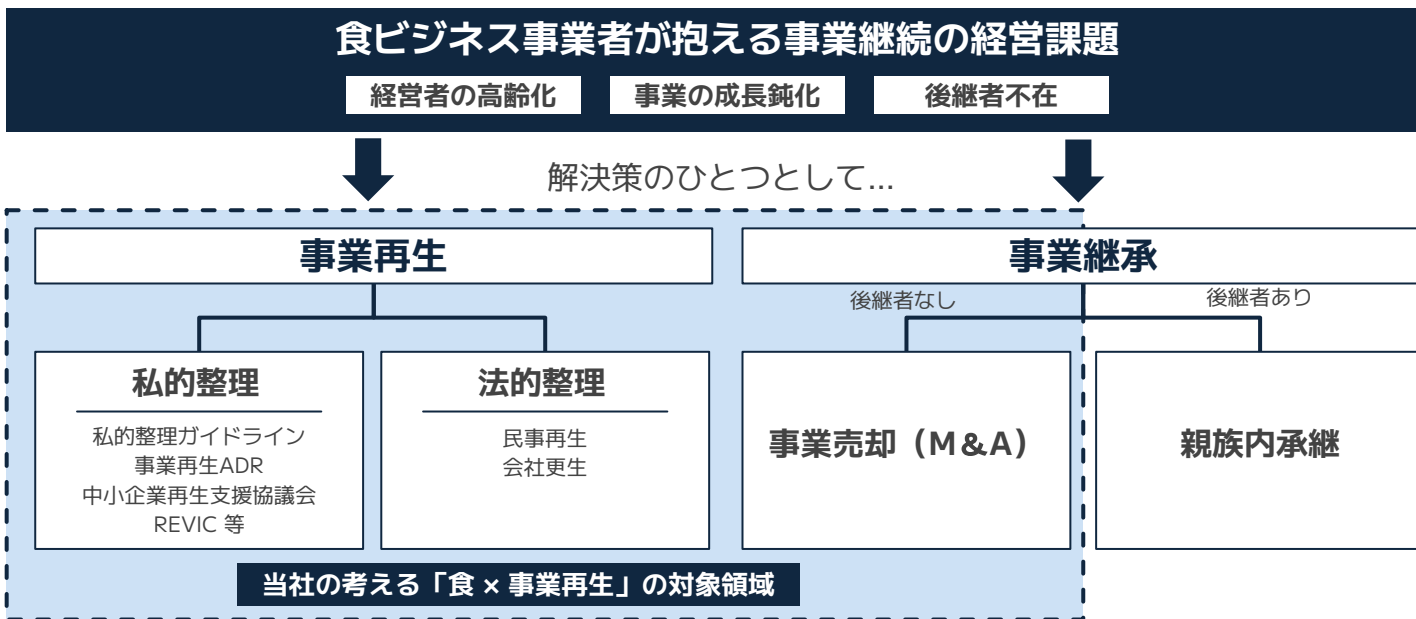 食ビジネス事業者が抱える事業継続の経営課題
経営者の高齢化
事業の成長鈍化
後継者不在
解決策のひとつとして...
事業再生
事業継承
後継者なし
後継者あり
私的整理
私的整理ガイドライン
事業再生ADR
中小企業再生支援協議会
REVIC 等
法的整理
民事再生
会社更生
事業売却（M&A）
親族内承継
当社の考える「食 × 事業再生」の対象領域